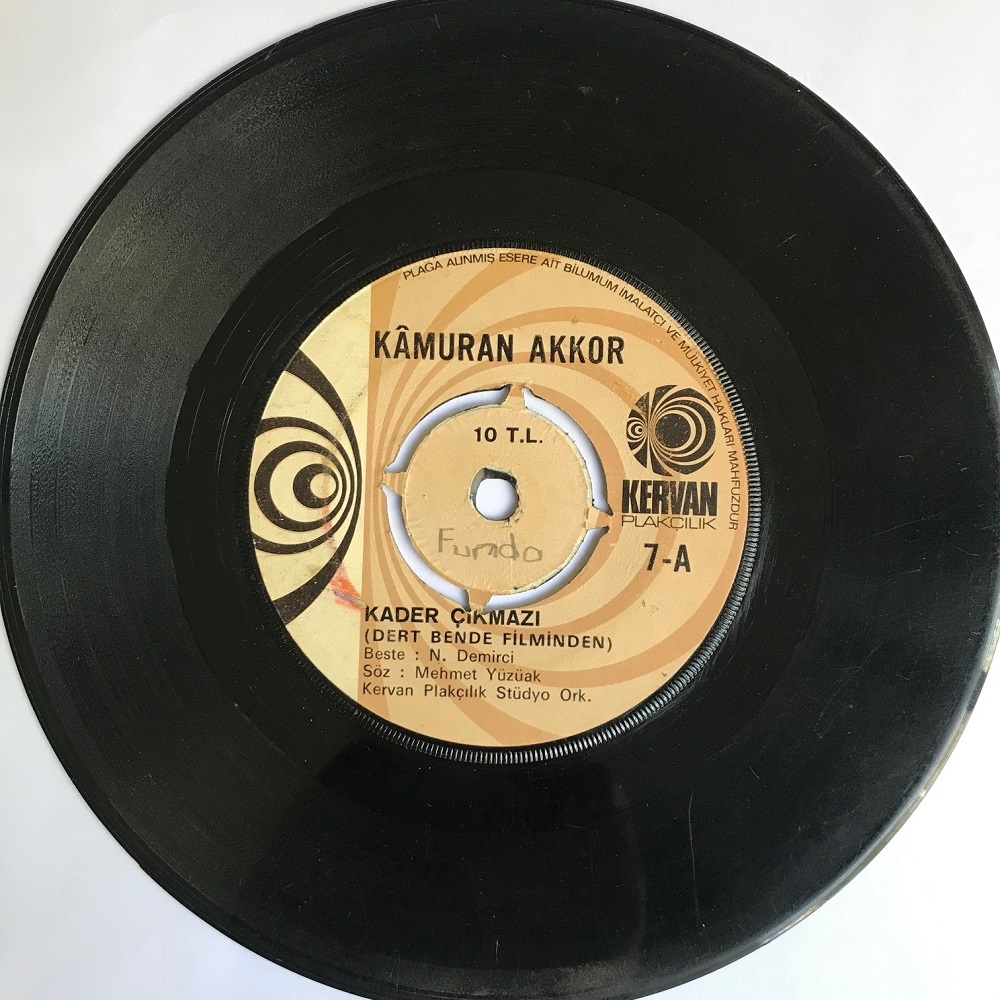 PLAĞA ALINMIŞ ESERE AİT BİLUMUM İMALATÇI VE MÜLKİYET HAKLARI MAHFUZDUR
KÂMURAN AKKOR
10 T.L.
KERVAN
PLAKÇILIK
Funda
7-A
KADER ÇIKMAZI
(DERT BENDE FİLMİNDEN)
Beste : N. Demirci
Söz : Mehmet Yüzüak
Kervan Plakçılık Stüdyo Ork.